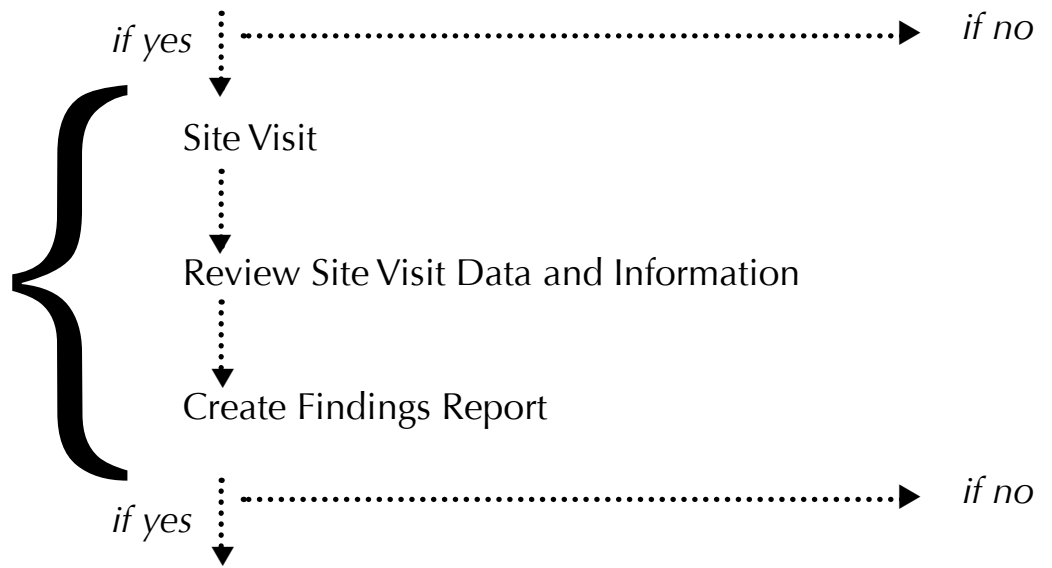 if yes
if no
Site Visit
Review Site Visit Data and Information
Create Findings Report
if yes
if no